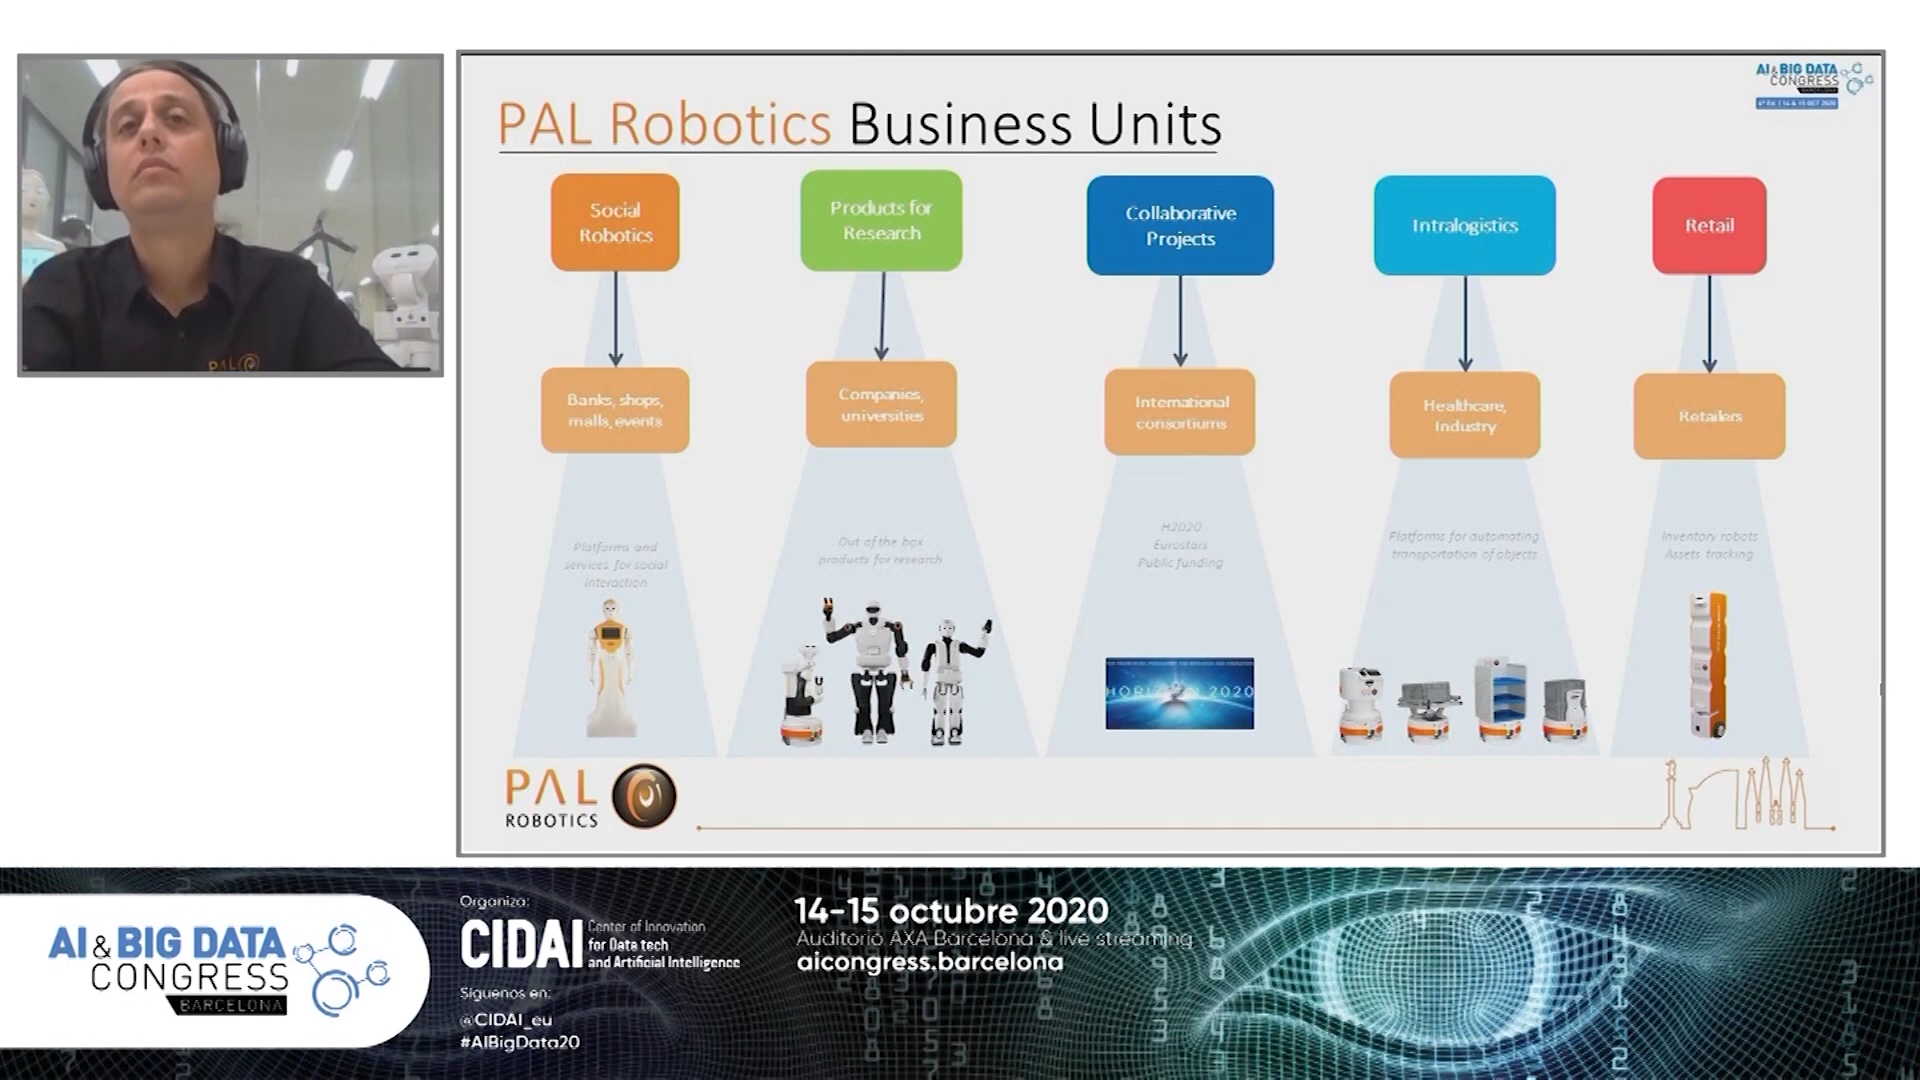 PAL
AI & BIG DATA
CONGRESS
BARCELONA
PAL Robotics Business Units
Social
Robotics
Products for
Research
Collaborative
Projects
Intralogistics
Retail
Banks, shops,
malls, events
Companies,
universities
International
consortiums
Healthcare,
Industry
Retailers
Platforms and
services for social
interaction
Out of the box
products for research
H2020
Eurostars
Public funding
Platforms for automating
transportation of objects
Inventory robots
Assets tracking
HORIZON 2020
PAL
ROBOTICS
AI & BIG DATA
CONGRESS
BARCELONA
Organiza:
CIDAI
Center of Innovation
for Data tech
and Artificial Intelligence
Síguenos en:
@CIDAI_eu
#AIBigData20
14-15 octubre 2020
Auditorio AXA Barcelona & live streaming
aicongress.barcelona